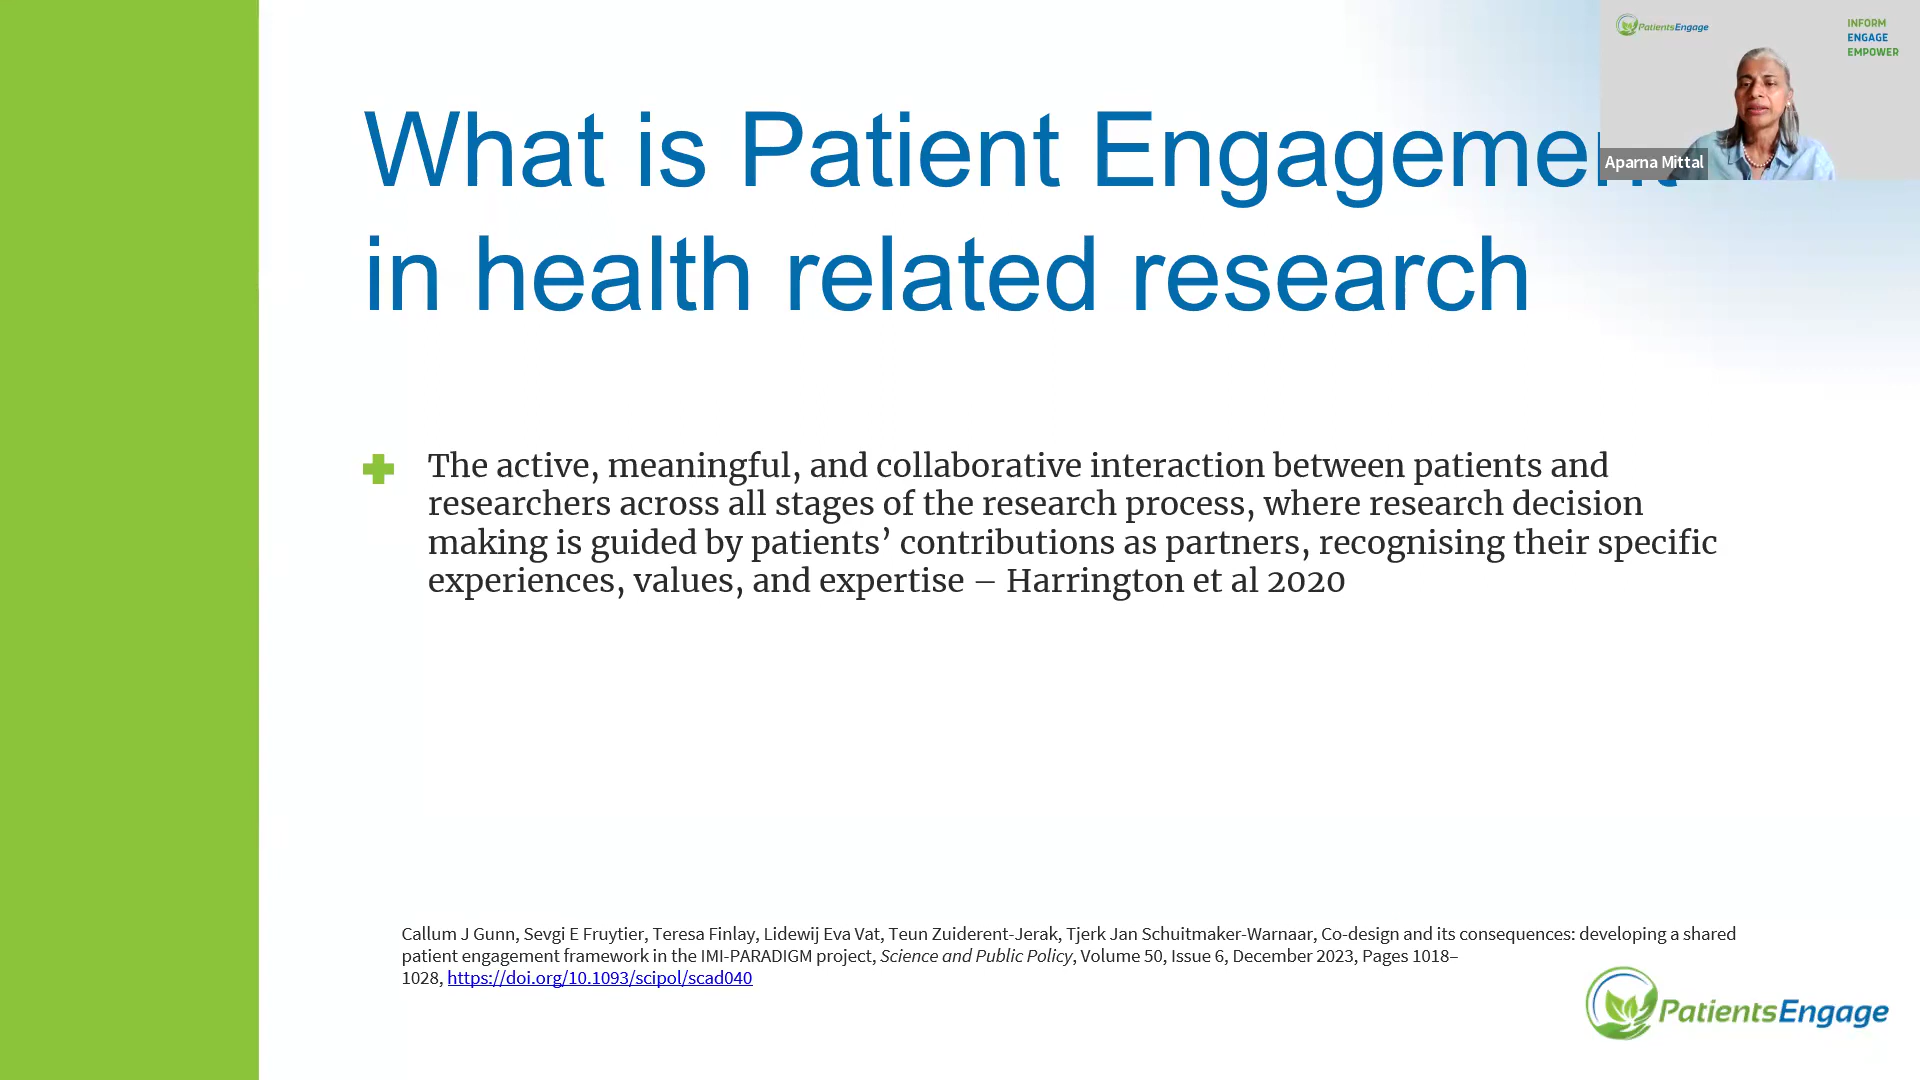 PatientsEngage
INFORM
ENGAGE
EMPOWER
Aparna Mittal
What is Patient Engagement
in health related research
The active, meaningful, and collaborative interaction between patients and
researchers across all stages of the research process, where research decision
making is guided by patients’ contributions as partners, recognising their specific
experiences, values, and expertise – Harrington et al 2020
Callum J Gunn, Sevgi E Fruytier, Teresa Finlay, Lidewij Eva Vat, Teun Zuiderent-Jerak, Tjerk Jan Schuitmaker-Warnaar, Co-design and its consequences: developing a shared
patient engagement framework in the IMI-PARADIGM project, Science and Public Policy, Volume 50, Issue 6, December 2023, Pages 1018–
1028, https://doi.org/10.1093/scipol/scad040
PatientsEngage